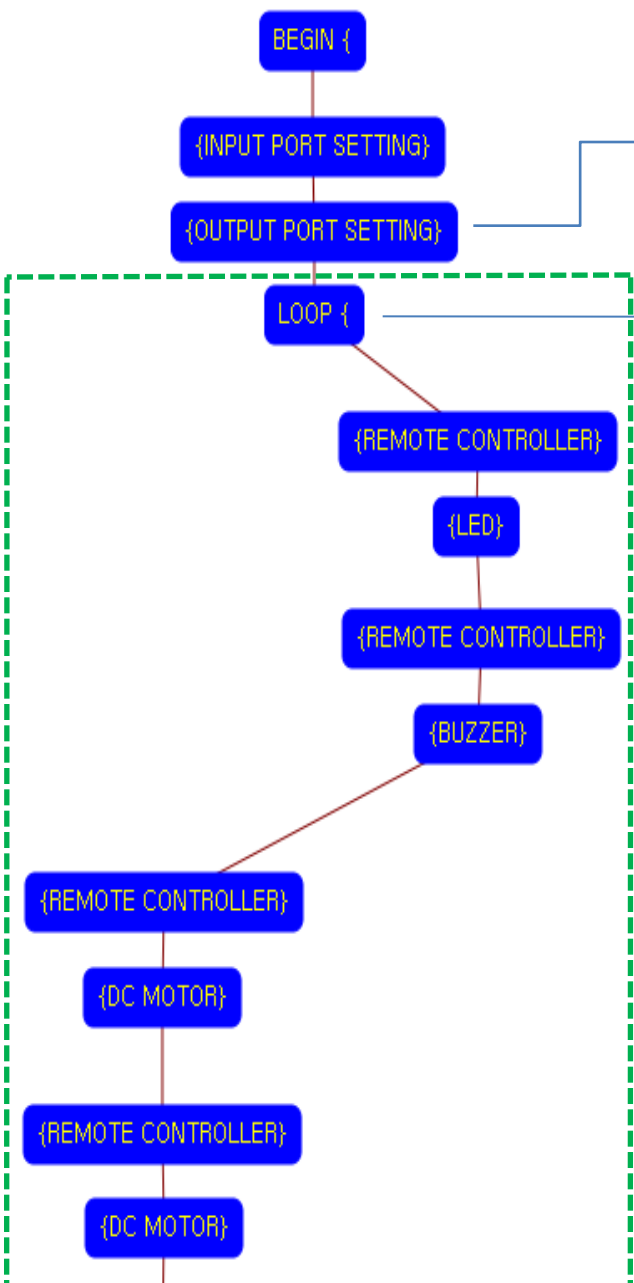 BEGIN {
{INPUT PORT SETTING}
{OUTPUT PORT SETTING}
LOOP {
{REMOTE CONTROLLER}
{LED}
{REMOTE CONTROLLER}
{BUZZER}
{REMOTE CONTROLLER}
{DC MOTOR}
{REMOTE CONTROLLER}
{DC MOTOR}